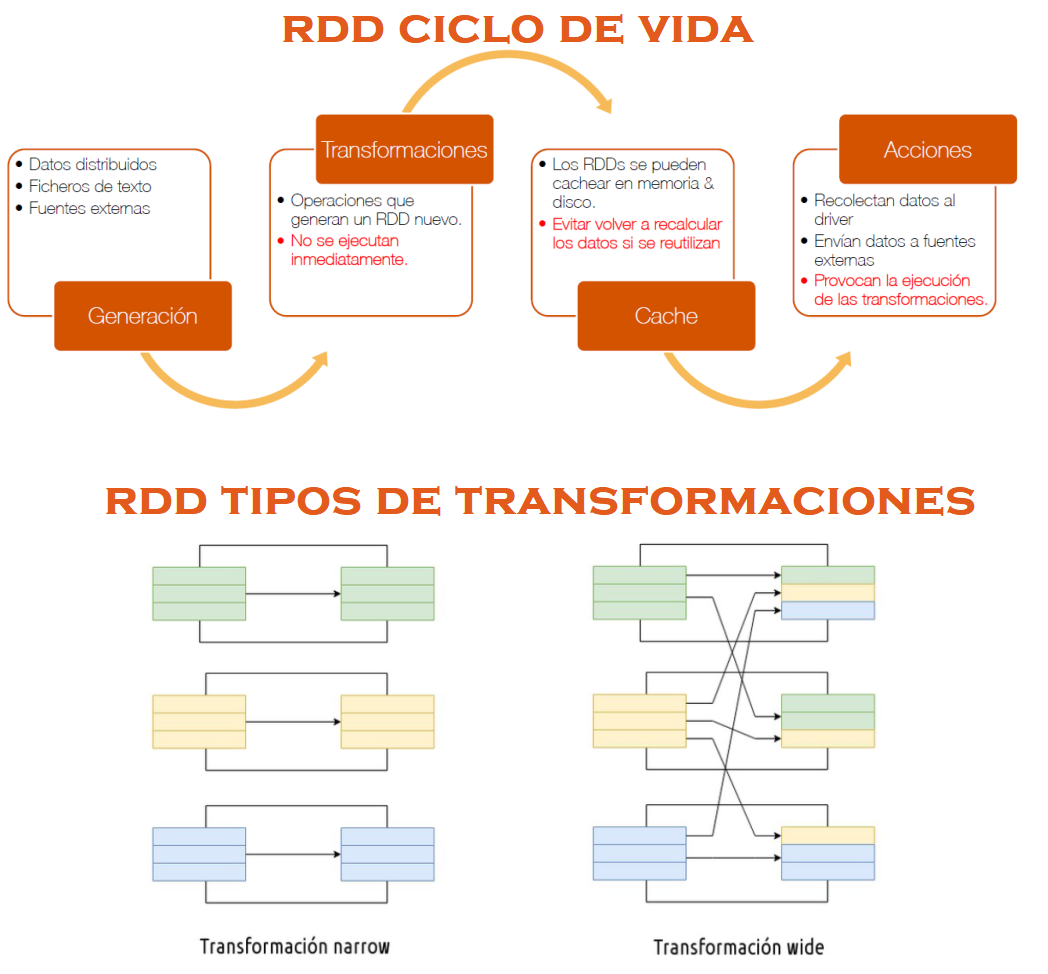 RDD CICLO DE VIDA
• Datos distribuidos
• Ficheros de texto
• Fuentes externas
Generación
Transformaciones
• Operaciones que
generan un RDD nuevo.
• No se ejecutan
inmediatamente.
• Los RDDs se pueden
cachear en memoria &
disco.
• Evitar volver a recalcular
los datos si se reutilizan
Cache
Acciones
• Recolectan datos al
driver
• Envían datos a fuentes
externas
• Provocan la ejecución
de las transformaciones.
RDD TIPOS DE TRANSFORMACIONES
Transformación narrow
Transformación wide